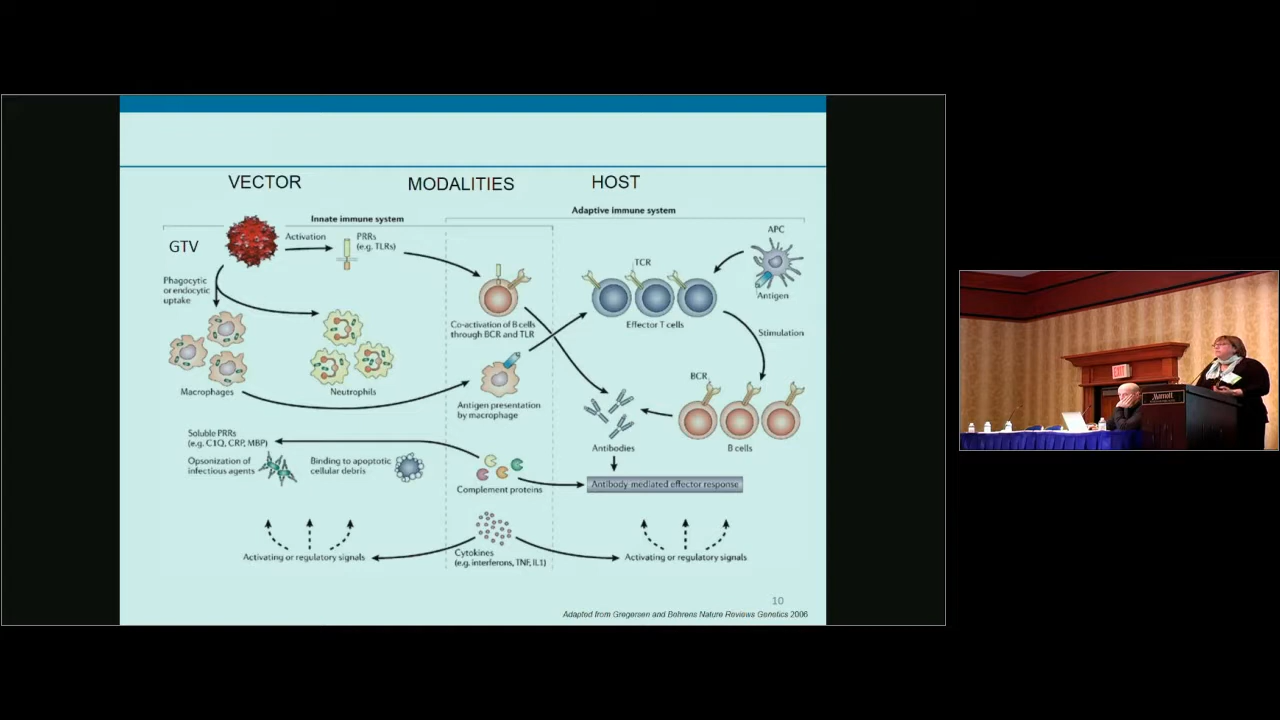 VECTOR
MODALITIES
HOST
Innate immune system
Adaptive immune system
GTV
Activation
PRRs
(e.g. TLRs)
APC
TCR
Phagocytic
or endocytic
uptake
Antigen
Co-activation of B cells
through BCR and TLR
Effector T cells
Stimulation
Macrophages
Neutrophils
BCR
Antigen presentation
by macrophage
Soluble PRRs
(e.g. C1Q, CRP, MBP)
Antibodies
B cells
Opsonization of
infectious agents
Binding to apoptotic
cellular debris
Complement proteins
Antibody mediated effector response
Activating or regulatory signals
Cytokines
(e.g. interferons, TNF, IL1)
Activating or regulatory signals
10
Adapted from Gregersen and Behrens Nature Reviews Genetics 2006
EXIT
Marriott